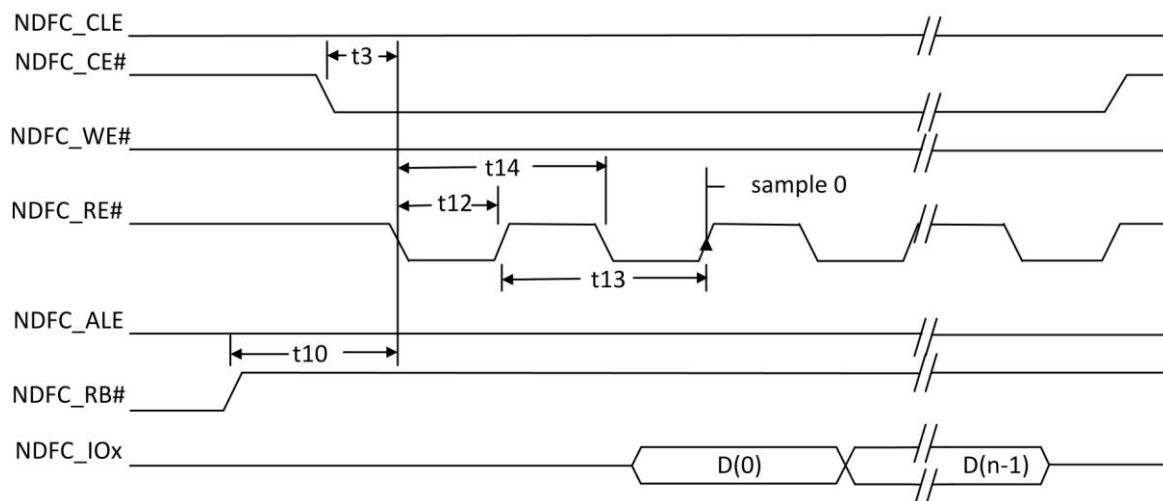 NDFC_CLE
t3
NDFC_CE#
NDFC_WE#
t14
sample 0
t12
NDFC_RE#
t13
NDFC_ALE
t10
NDFC_RB#
NDFC_IOx
D(0)
D(n-1)